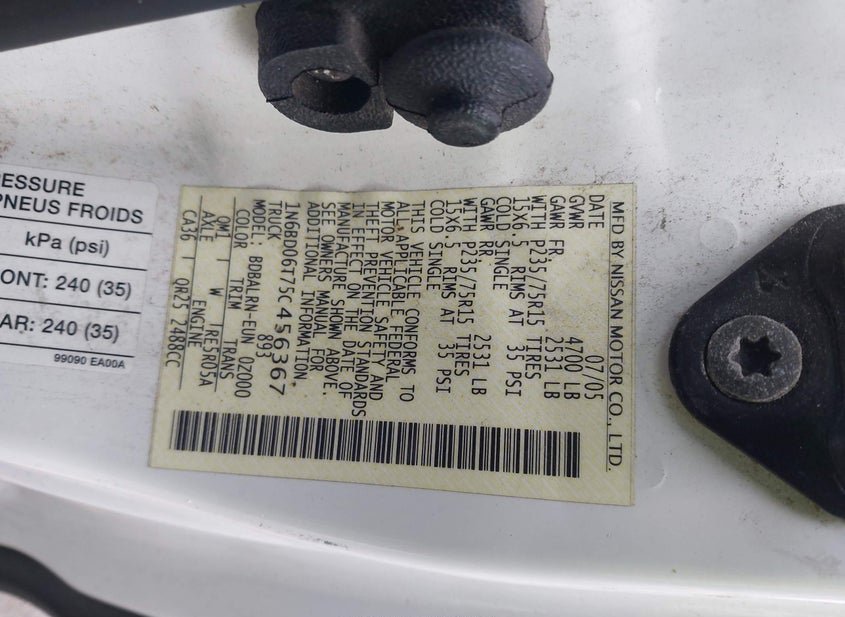 ESSURE
PNEUS FROIDS
kPa (psi)
ONT: 240 (35)
AR: 240 (35)
99090 EA00A
MFD BY NISSAN MOTOR CO., LTD.
DATE 07/05
GVWR 4700 LB
GAWR FR. 2531 LB
WITH P235/75R15 TIRES
15X6.5 RIMS AT 35 PSI
COLD SINGLE
GAWR RR. 2531 LB
WITH P235/75R15 TIRES
15X6.5 RIMS AT 35 PSI
COLD SINGLE
THIS VEHICLE CONFORMS TO
ALL APPLICABLE FEDERAL
MOTOR VEHICLE SAFETY AND
THEFT PREVENTION STANDARDS
IN EFFECT ON THE DATE OF
MANUFACTURE SHOWN ABOVE.
SEE OWNERS MANUAL FOR
ADDITIONAL INFORMATION.
1N6BD06T75C456367
TRUCK 893
MODEL: BDBALRN-EUN QZ000
COLOR TRIM TRANS
QM1 W TRE5R05A
AXLE ENGINE
CA36 QR25 2488CC